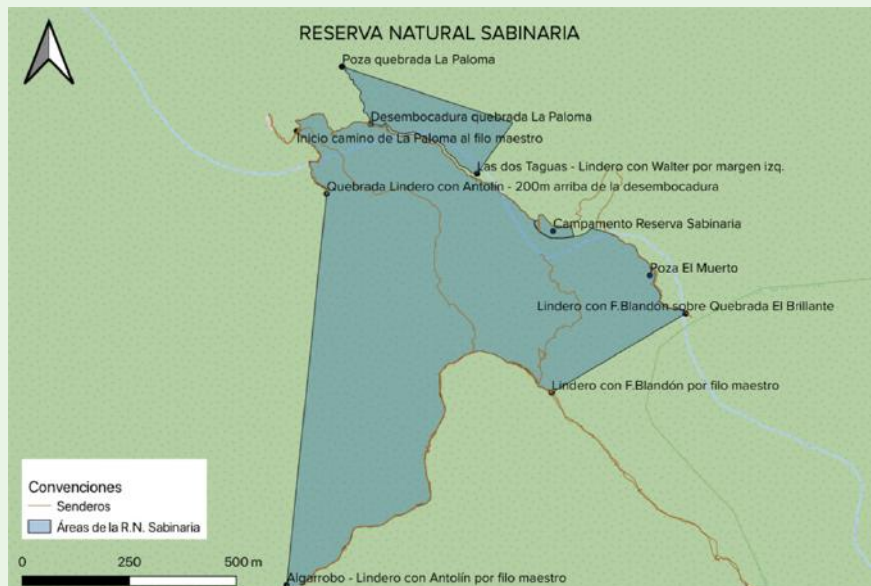 RESERVA NATURAL SABINARIA
Poza quebrada La Paloma
Desembocadura quebrada La Paloma
Inicio camino de La Paloma al filo maestro
Las dos Taguas - Lindero con Walter por margen izq.
Quebrada Lindero con Antolín - 200m arriba de la desembocadura
Campamento Reserva Sabinaria
Poza El Muerto
Lindero con F.Blandón sobre Quebrada El Brillante
Lindero con F.Blandón por filo maestro
Convenciones
Senderos
Áreas de la R.N. Sabinaria
0 250 500 m
Algarrobo - Lindero con Antolín por filo maestro